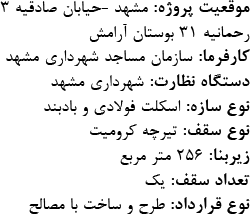 موقعیت پروژه: مشهد -خیابان صادقیه ۳
رحمانیه ۳۱ بوستان آرامش
کارفرما: سازمان مساجد شهرداری مشهد
دستگاه نظارت: شهرداری مشهد
نوع سازه: اسکلت فولادی و بادبند
نوع سقف: تیرچه کرومیت
زیربنا: ۲۵۶ متر مربع
تعداد سقف: یک
نوع قرارداد: طرح و ساخت با مصالح